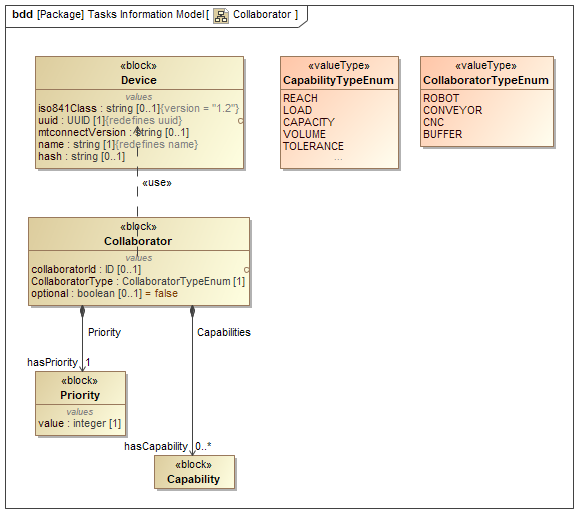 bdd [Package] Tasks Information Model[ Collaborator ]
«block»
Device
values
iso841Class : string [0..1]{version = "1.2"}
uuid : UUID [1]{redefines uuid}
mtconnectVersion : string [0..1]
name : string [1]{redefines name}
hash : string [0..1]
«valueType»
CapabilityTypeEnum
REACH
LOAD
CAPACITY
VOLUME
TOLERANCE
...
«valueType»
CollaboratorTypeEnum
ROBOT
CONVEYOR
CNC
BUFFER
«use»
«block»
Collaborator
values
collaboratorId : ID [0..1]
CollaboratorType : CollaboratorTypeEnum [1]
optional : boolean [0..1] = false
Priority
Capabilities
hasPriority 1
«block»
Priority
values
value : integer [1]
hasCapability 0..*
«block»
Capability